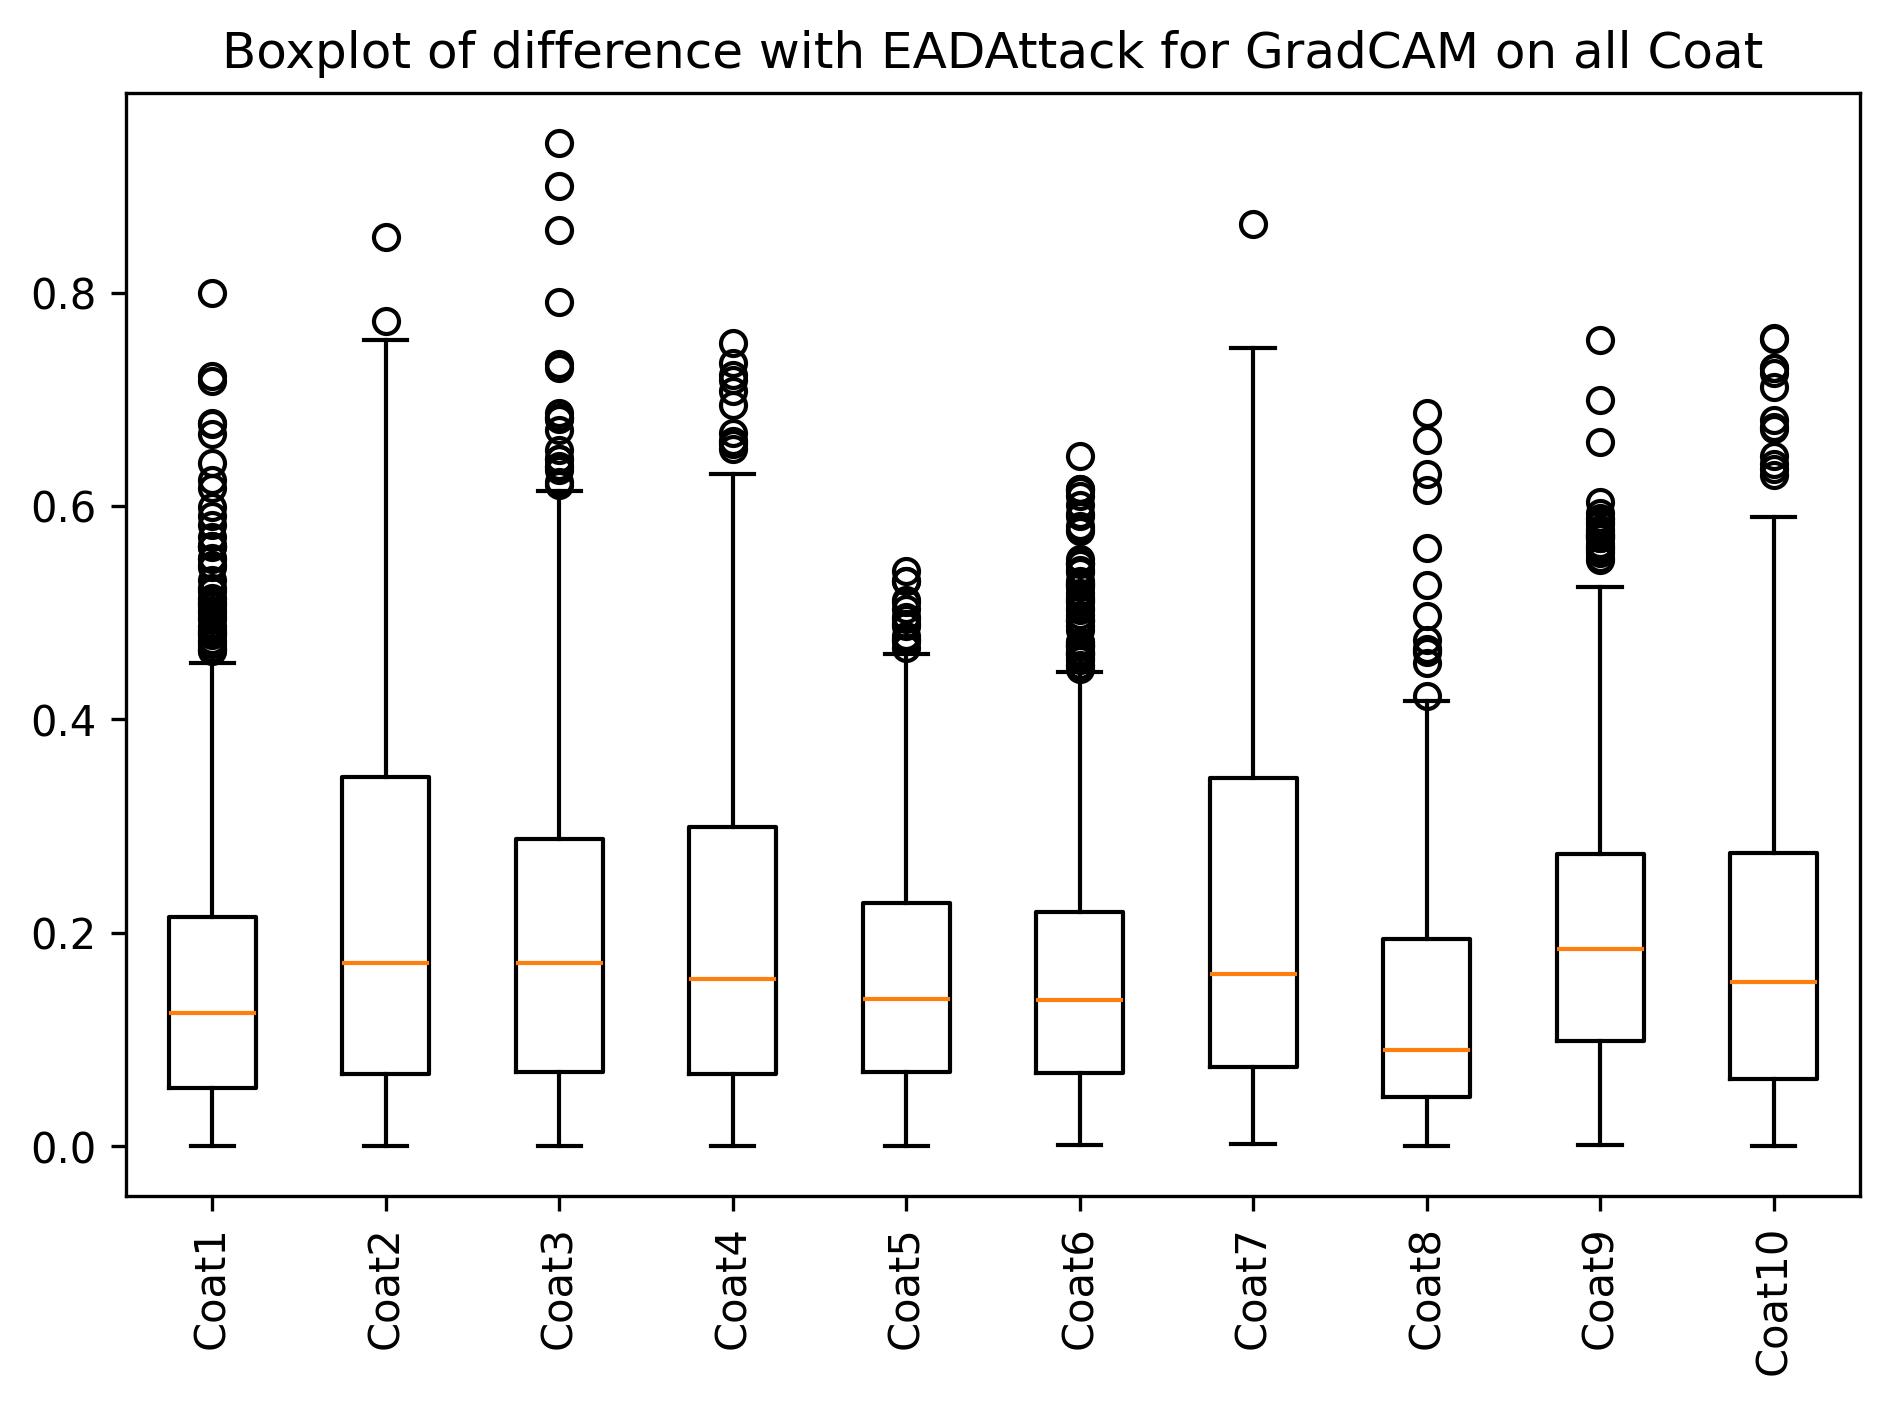 Boxplot of difference with EADAttack for GradCAM on all Coat
0.8
0.6
0.4
0.2
0.0
Coat1
Coat2
Coat3
Coat4
Coat5
Coat6
Coat7
Coat8
Coat9
Coat10